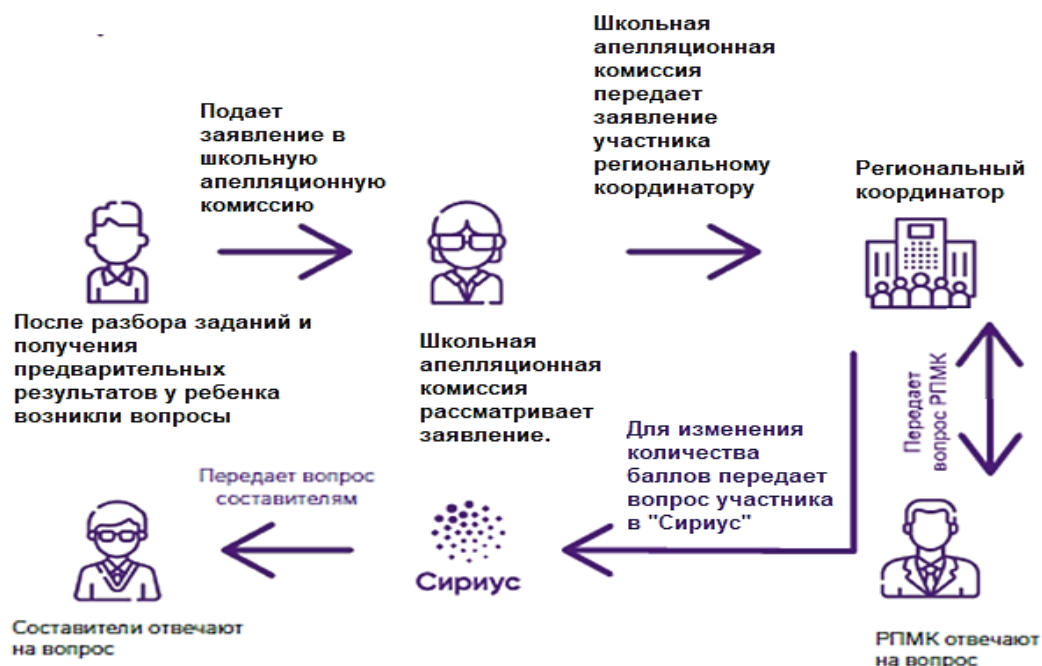 Школьная
апелляционная
комиссия
передает
заявление
участника
региональному
координатору
Подает
заявление в
школьную
апелляционную
комиссию
Региональный
координатор
После разбора заданий и
получения
предварительных
результатов у ребенка
возникли вопросы
Школьная
апелляционная
комиссия
рассматривает
заявление.
Передает
вопрос РПМК
Для изменения
количества
баллов передает
вопрос участника
в "Сириус"
Передает вопрос
составителям
Сириус
Составители отвечают
на вопрос
РПМК отвечают
на вопрос